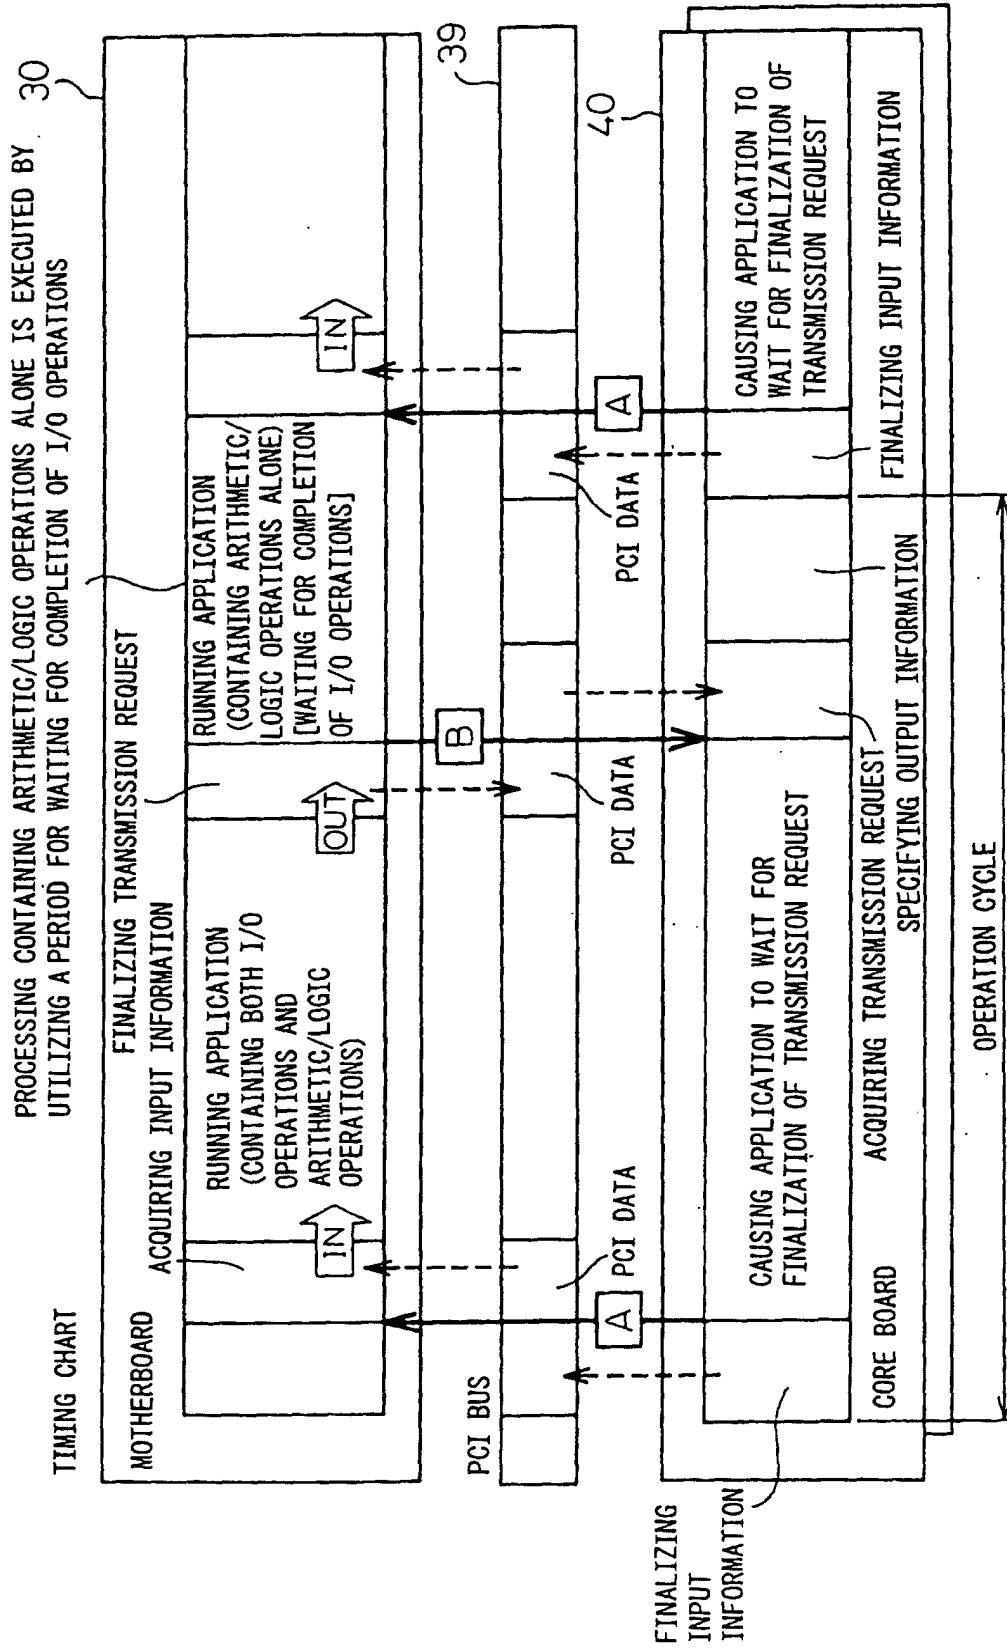 TIMING CHART
PROCESSING CONTAINING ARITHMETIC/LOGIC OPERATIONS ALONE IS EXECUTED BY
UTILIZING A PERIOD FOR WAITING FOR COMPLETION OF I/O OPERATIONS
30
MOTHERBOARD
ACQUIRING INPUT INFORMATION
FINALIZING TRANSMISSION REQUEST
IN
RUNNING APPLICATION
(CONTAINING BOTH I/O
OPERATIONS AND
ARITHMETIC/LOGIC
OPERATIONS)
OUT
RUNNING APPLICATION
(CONTAINING ARITHMETIC/
LOGIC OPERATIONS ALONE)
[WAITING FOR COMPLETION
OF I/O OPERATIONS]
IN
PCI BUS
39
A
PCI DATA
B
PCI DATA
PCI DATA
A
40
FINALIZING
INPUT
INFORMATION
CAUSING APPLICATION TO WAIT FOR
FINALIZATION OF TRANSMISSION REQUEST
CAUSING APPLICATION TO
WAIT FOR FINALIZATION OF
TRANSMISSION REQUEST
CORE BOARD
ACQUIRING TRANSMISSION REQUEST
SPECIFYING OUTPUT INFORMATION
FINALIZING INPUT INFORMATION
OPERATION CYCLE